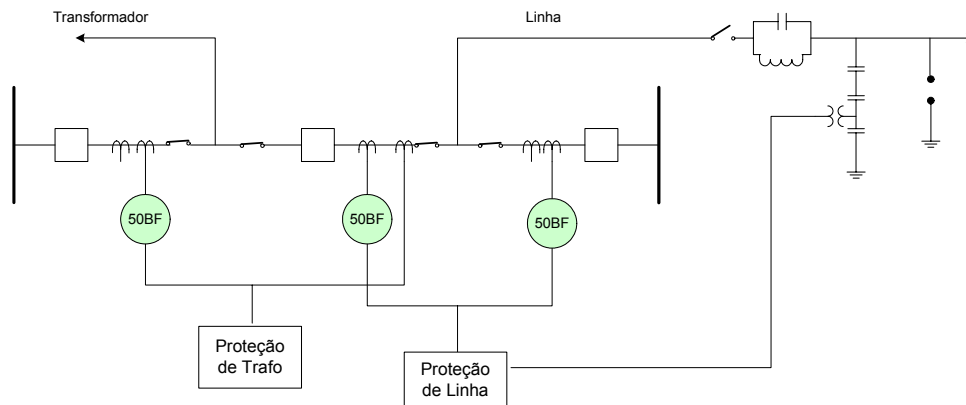 Transformador
Linha
50BF
50BF
50BF
Proteção
de Trafo
Proteção
de Linha